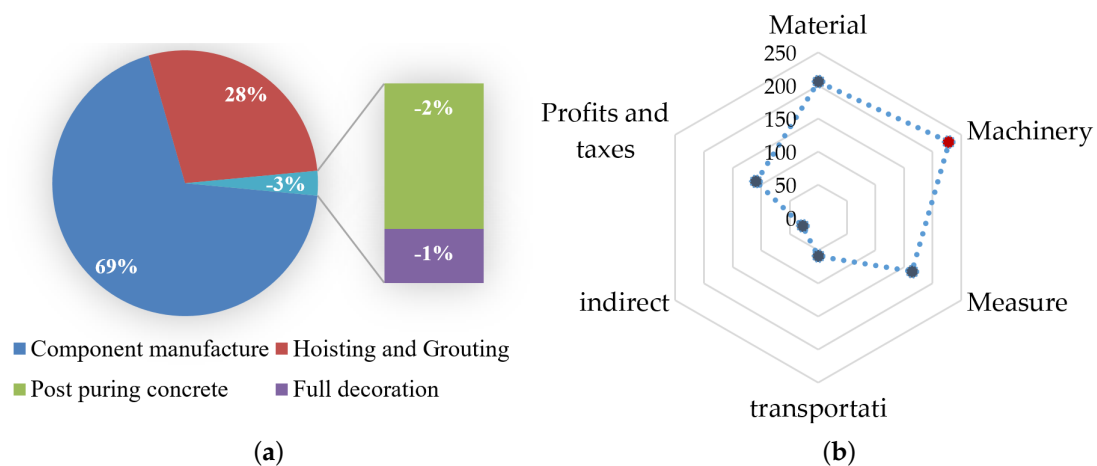 28%
-3%
69%
-2%
-1%
Component manufacture
Hoisting and Grouting
Post puring concrete
Full decoration
(a)
Material
250
200
150
100
50
0
Profits and
taxes
Machinery
indirect
Measure
transportati
(b)